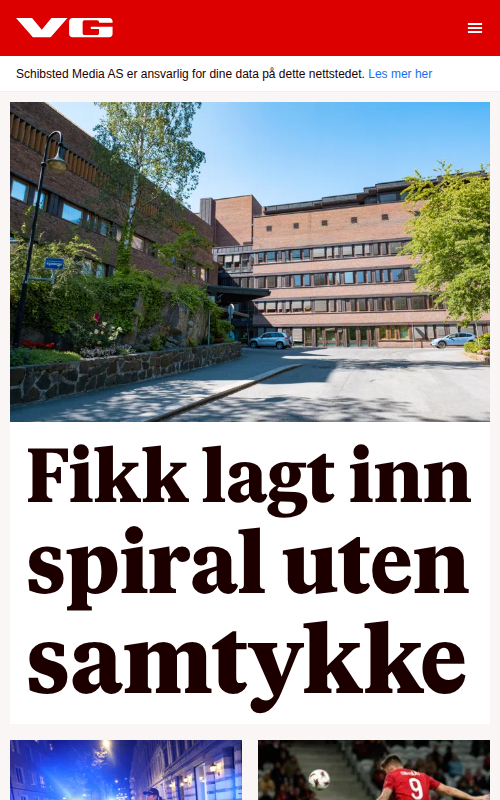 VG
Schibsted Media AS er ansvarlig for dine data på dette nettstedet. Les mer her
Fikk lagt inn
spiral uten
samtykke
9